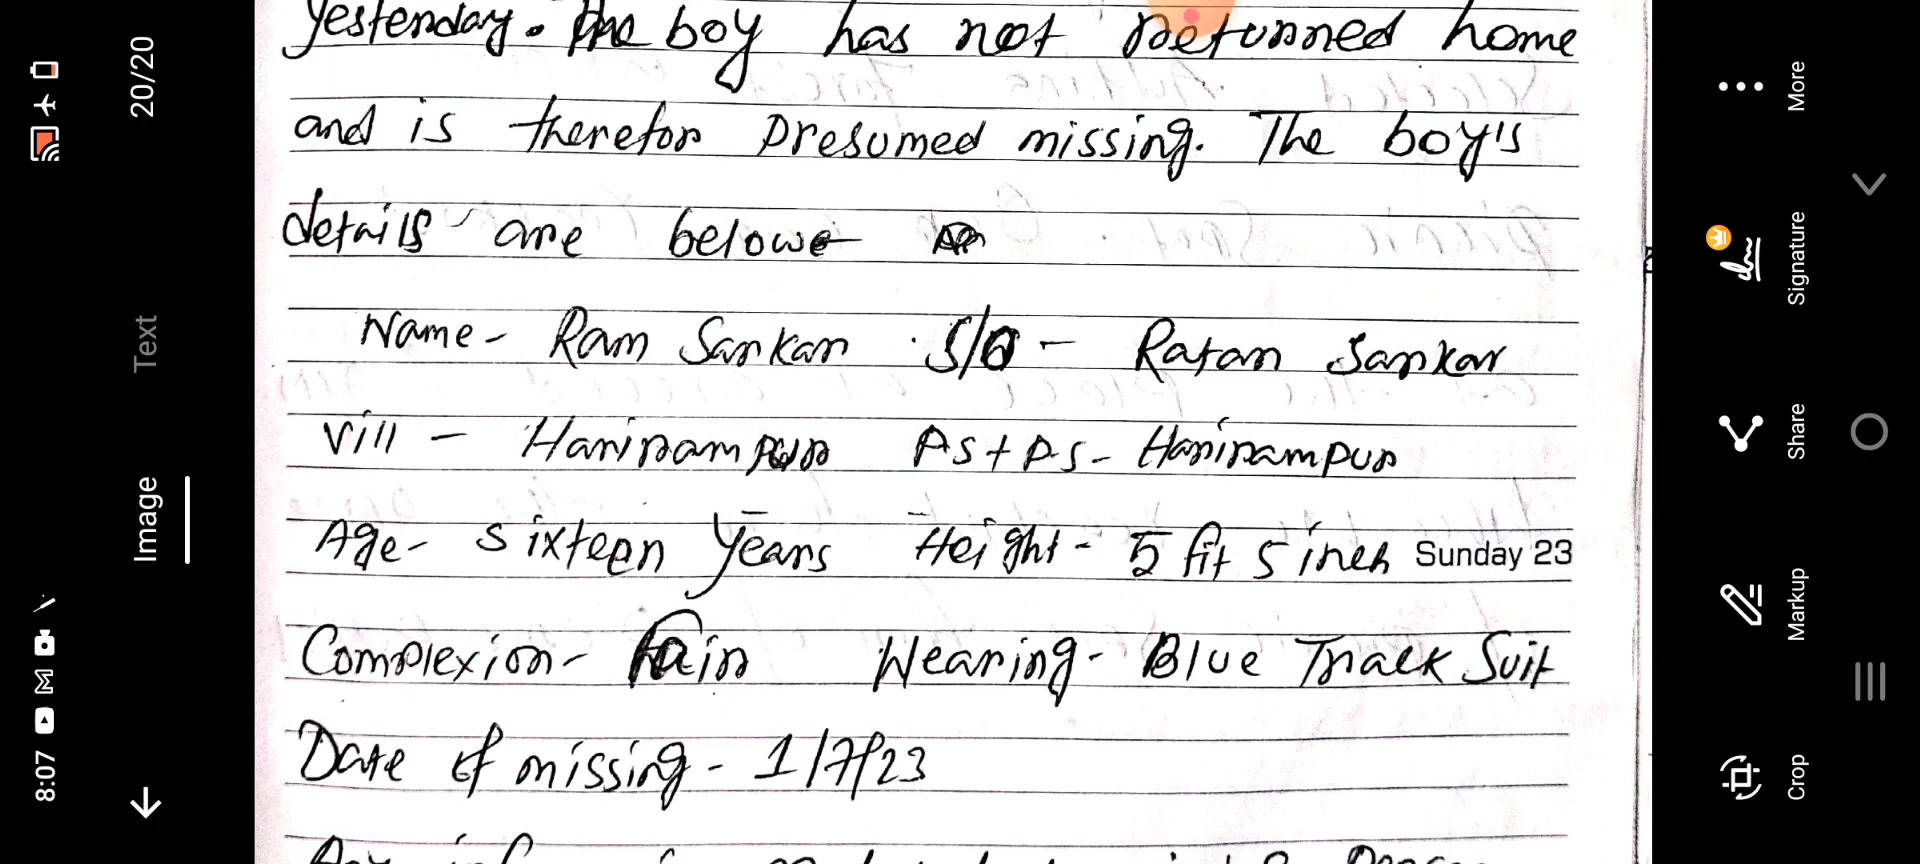 yesterday. The boy has not returned home
and is therefor presumed missing. The boy's
details are below
Name- Ram Sarkar S/O - Ratan Sarkar
Vill - Harirampur PS + PS - Harirampur
Age- Sixteen Years Height- 5 fit 5 inch Sunday 23
Complexion- fair Wearing- Blue Track Suit
Date of missing - 1/7/23
20/20
Text
Image
8:07
More
Signature
Share
Markup
Crop